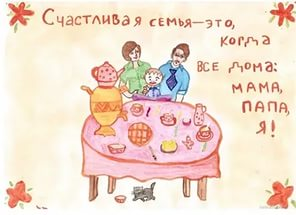 Счастливая семья—это,
когда
все дома:
мама,
папа,
я!